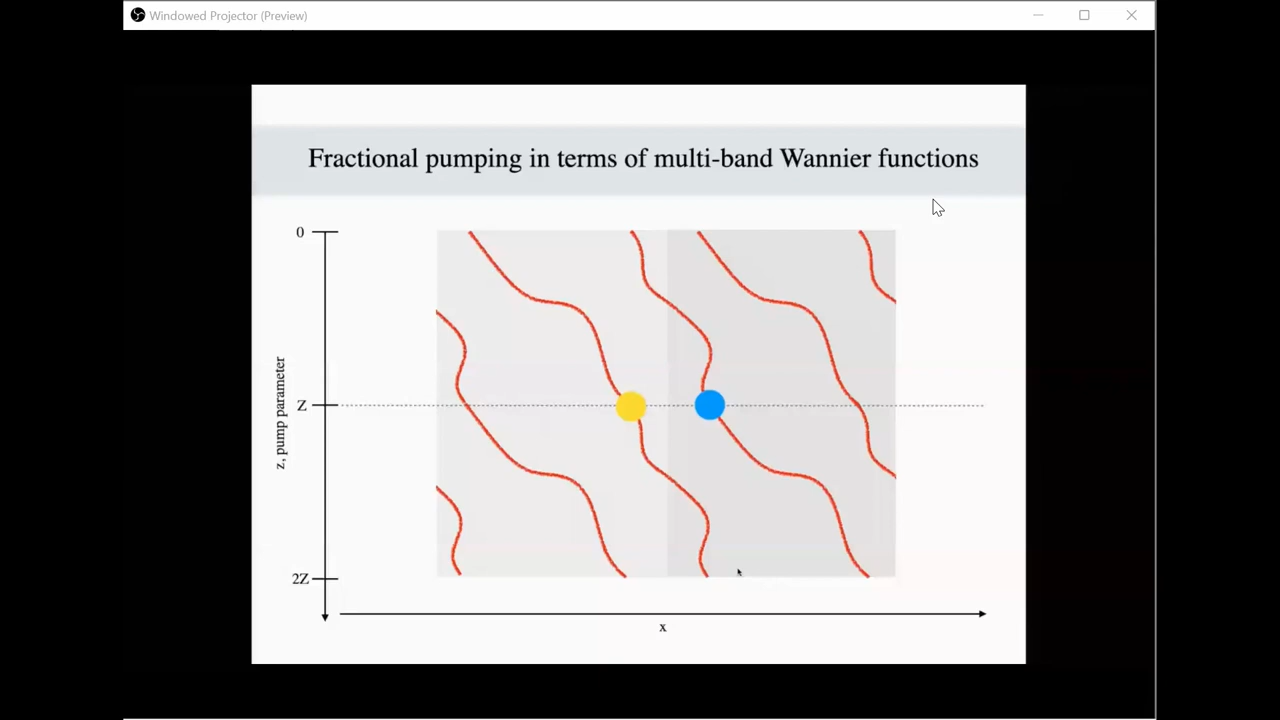 Windowed Projector (Preview)
Fractional pumping in terms of multi-band Wannier functions
0
z, pump parameter
Z
2Z
x